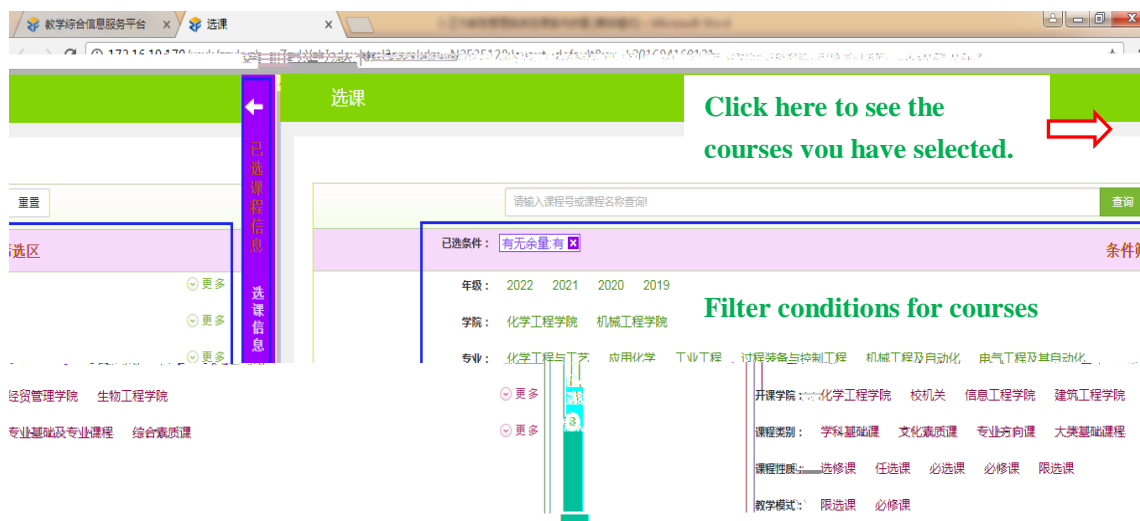 教学综合信息服务平台 选课
选课
Click here to see the
courses you have selected.
已选课程信息 选课信息
重置
请输入课程号或课程名称查询! 查询
选区
已选条件： 有无余量:有
更多
年级： 2022 2021 2020 2019
更多
学院： 化学工程学院 机械工程学院
Filter conditions for courses
更多
专业： 化学工程与工艺 应用化学 工业工程 过程装备与控制工程 机械工程及自动化 电气工程及其自动化
经贸管理学院 生物工程学院
更多
开课学院： 化学工程学院 校机关 信息工程学院 建筑工程学院
专业基础及专业课程 综合素质课
更多
课程类别： 学科基础课 文化素质课 专业方向课 大类基础课程
课程性质： 选修课 任选课 必选课 必修课 限选课
教学模式： 限选课 必修课